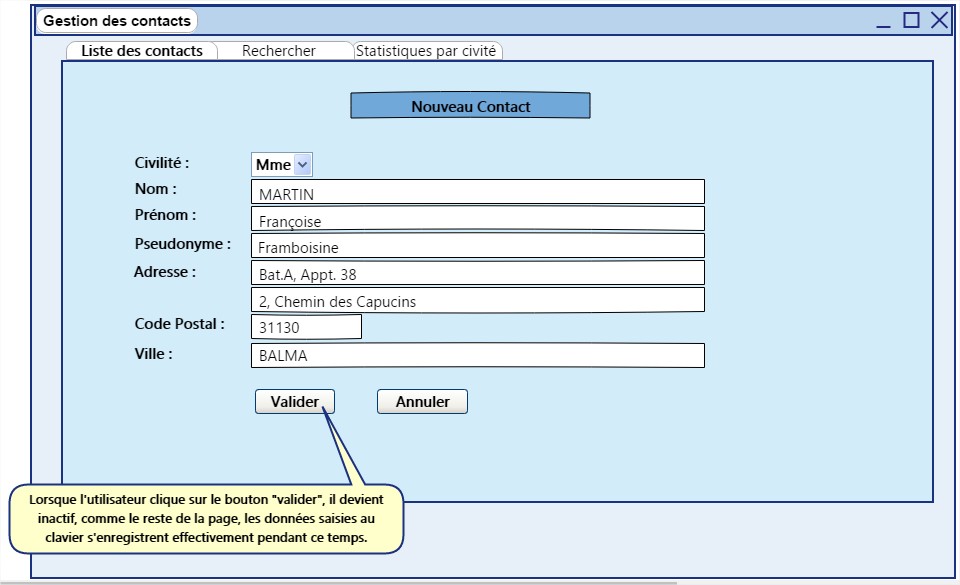 Gestion des contacts
Liste des contacts Rechercher Statistiques par civité
Nouveau Contact
Civilité : Mme
Nom : MARTIN
Prénom : Françoise
Pseudonyme : Framboisine
Adresse : Bat.A, Appt. 38
2, Chemin des Capucins
Code Postal : 31130
Ville : BALMA
Valider Annuler
Lorsque l'utilisateur clique sur le bouton "valider", il devient
inactif, comme le reste de la page, les données saisies au
clavier s'enregistrent effectivement pendant ce temps.